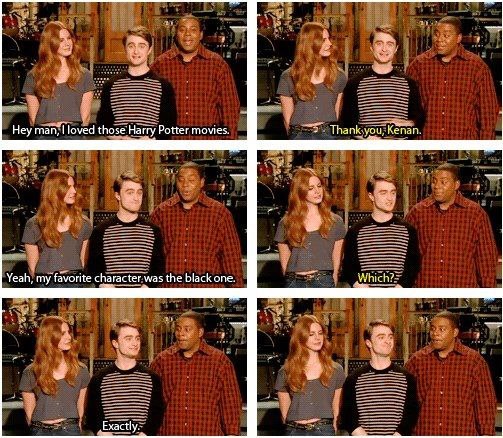 Hey man, I loved those Harry Potter movies.
Thank you, Kenan.
Yeah, my favorite character was the black one.
Which?
Exactly.